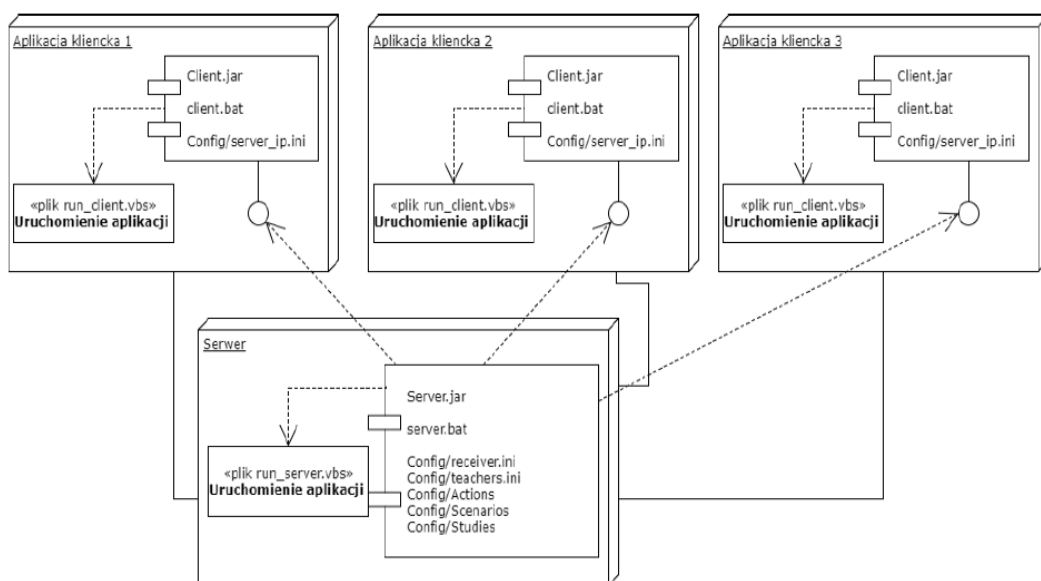 Aplikacja kliencka 1
Client.jar
client.bat
Config/server_ip.ini
«plik run_client.vbs»
Uruchomienie aplikacji
Aplikacja kliencka 2
Client.jar
client.bat
Config/server_ip.ini
«plik run_client.vbs»
Uruchomienie aplikacji
Aplikacja kliencka 3
Client.jar
client.bat
Config/server_ip.ini
«plik run_client.vbs»
Uruchomienie aplikacji
Serwer
Server.jar
server.bat
Config/receiver.ini
Config/teachers.ini
Config/Actions
Config/Scenarios
Config/Studies
«plik run_server.vbs»
Uruchomienie aplikacji